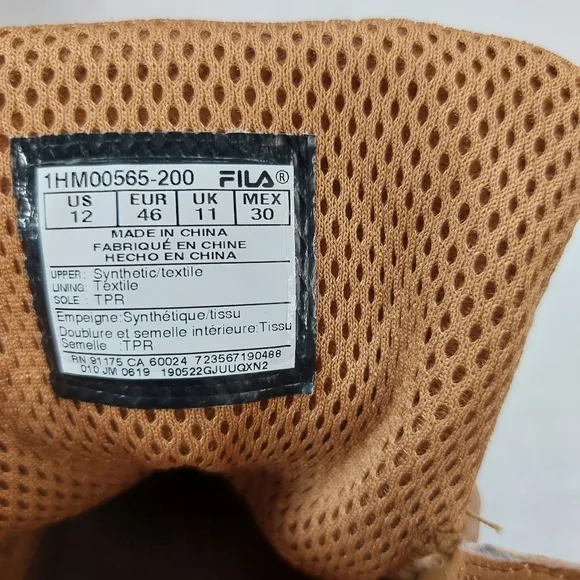 1HM00565-200 FILA®
US EUR UK MEX
12 46 11 30
MADE IN CHINA
FABRIQUÉ EN CHINE
HECHO EN CHINA
UPPER: Synthetic/textile
LINING: Textile
SOLE: TPR
Empeigne:Synthétique/tissu
Doublure et semelle intérieure:Tissu
Semelle :TPR
RN 91175 CA 60024 723567190488
010 JM 0619 190522GJUUQXN2